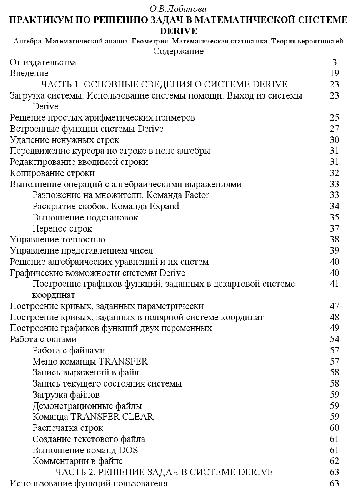 О.В.Лобанова
ПРАКТИКУМ ПО РЕШЕНИЮ ЗАДАЧ В МАТЕМАТИЧЕСКОЙ СИСТЕМЕ
DERIVE
Алгебра. Математический анализ. Геометрия. Математическая статистика. Теория вероятностей
Содержание
От издательства 3
Введение 19
ЧАСТЬ 1. ОСНОВНЫЕ СВЕДЕНИЯ О СИСТЕМЕ DERIVE 23
Загрузка системы. Использование системы помощи. Выход из системы 23
Derive
Решение простых арифметических примеров 25
Встроенные функции системы Derive 27
Удаление ненужных строк 30
Передвижение курсора по строке в поле алгебры 31
Редактирование вводимой строки 31
Копирование строки 32
Выполнение операций с алгебраическими выражениями 33
Разложение на множители. Команда Factor 33
Раскрытие скобок. Команда Expand 34
Выполнение подстановок 35
Перенос строк 37
Управление точностью 38
Управление представлением чисел 39
Решение алгебраических уравнений и их систем 40
Графические возможности системы Derive 40
Построение графиков функций, заданных в декартовой системе 41
координат
Построение кривых, заданных параметрически 47
Построение кривых, заданных в полярной системе координат 48
Построение графиков функций двух переменных 49
Работа с окнами 54
Работа с файлами 57
Меню команды TRANSFER 57
Запись выражений в файл 58
Запись текущего состояния системы 58
Загрузка файлов 59
Демонстрационные файлы 59
Команда TRANSFER CLEAR 59
Распечатка строк 60
Создание текстового файла 61
Выполнение команд DOS 61
Комментарии в файле 62
ЧАСТЬ 2. РЕШЕНИЕ ЗАДАЧ В СИСТЕМЕ DERIVE 63
Использование функций пользователя 63